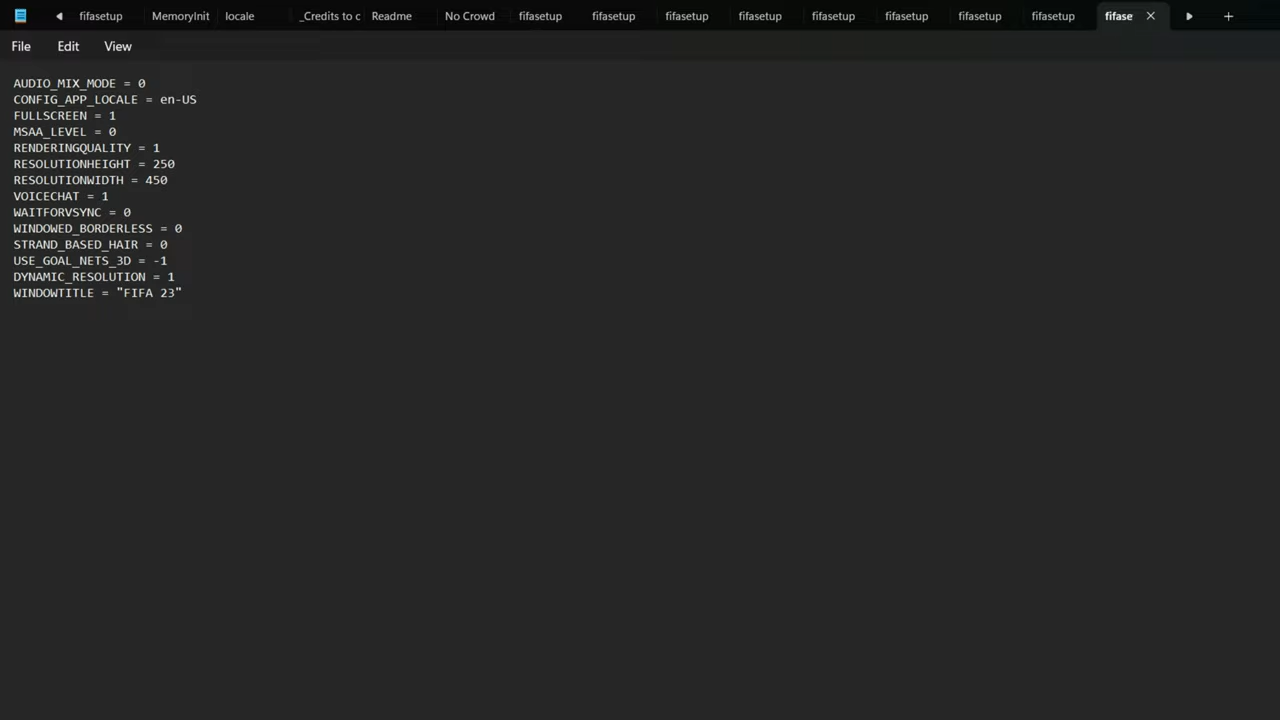 fifasetup MemoryInit locale _Credits to c Readme No Crowd fifasetup fifasetup fifasetup fifasetup fifasetup fifasetup fifasetup fifasetup fifase
File Edit View
AUDIO_MIX_MODE = 0
CONFIG_APP_LOCALE = en-US
FULLSCREEN = 1
MSAA_LEVEL = 0
RENDERINGQUALITY = 1
RESOLUTIONHEIGHT = 250
RESOLUTIONWIDTH = 450
VOICECHAT = 1
WAITFORVSYNC = 0
WINDOWED_BORDERLESS = 0
STRAND_BASED_HAIR = 0
USE_GOAL_NETS_3D = -1
DYNAMIC_RESOLUTION = 1
WINDOWTITLE = "FIFA 23"